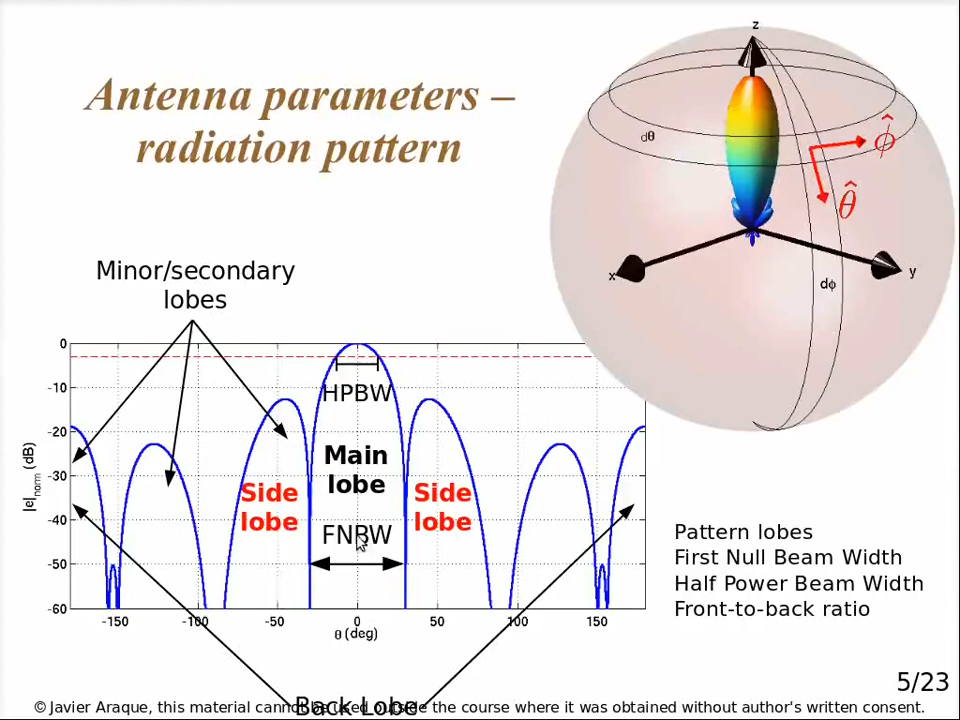 Antenna parameters –
radiation pattern
z
dθ
ϕ̂
θ̂
x
y
dϕ
Minor/secondary
lobes
0
-10
-20
-30
-40
-50
-60
|e|norm (dB)
HPBW
Main
lobe
Side
lobe
Side
lobe
FNBW
-150
-100
-50
0
50
100
150
θ (deg)
Back Lobe
Pattern lobes
First Null Beam Width
Half Power Beam Width
Front-to-back ratio
5/23
© Javier Araque, this material cannot be used outside the course where it was obtained without author's written consent.